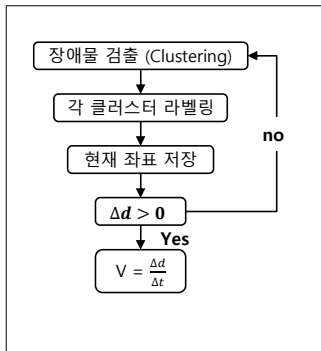 장애물 검출 (Clustering)
각 클러스터 라벨링
현재 좌표 저장
no
Δd > 0
Yes
V = Δd/Δt